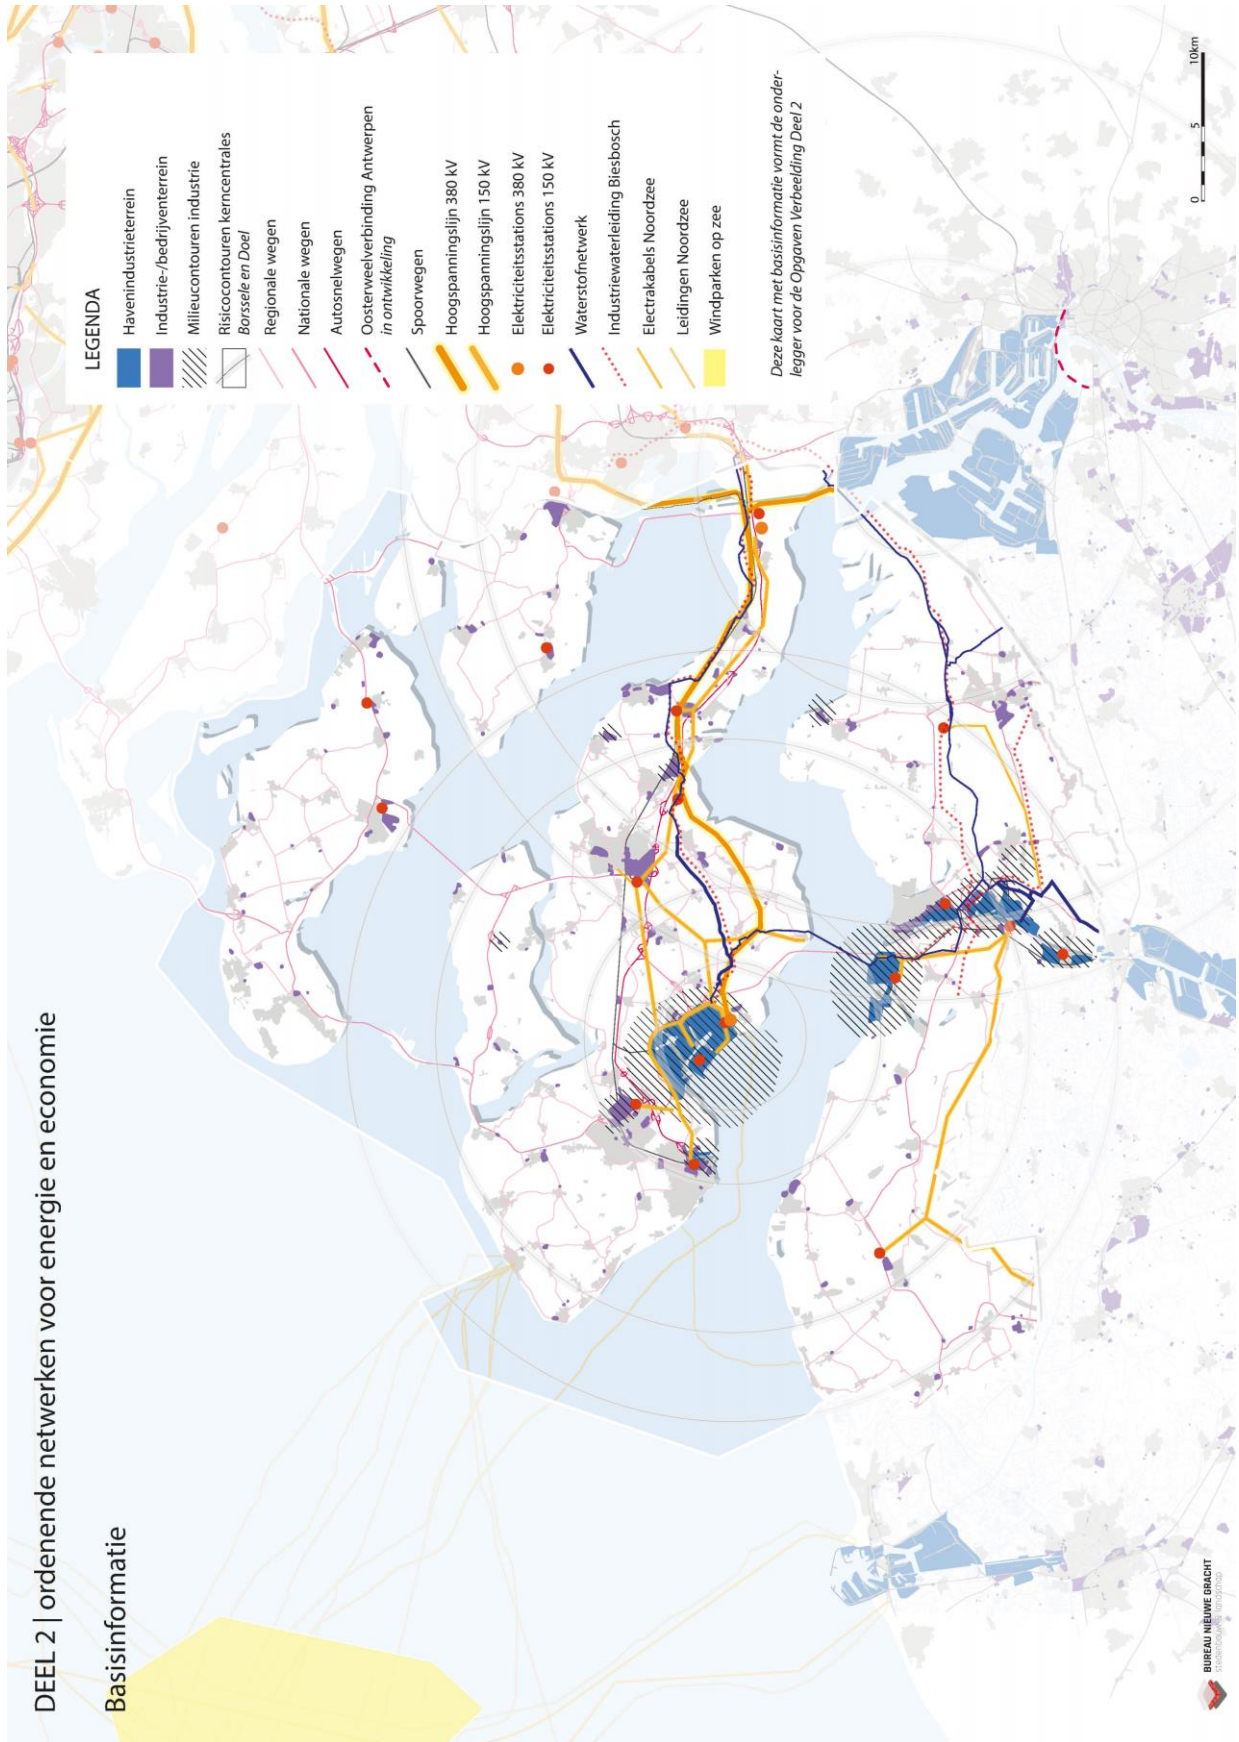 DEEL 2 | ordenende netwerken voor energie en economie
Basisinformatie
LEGENDA
Havenindustrieterrein
Industrie-/bedrijventerrein
Milieucontouren industrie
Risicocontouren kerncentrales
Borssele en Doel
Regionale wegen
Nationale wegen
Autosnelwegen
Oosterweelverbinding Antwerpen
in ontwikkeling
Spoorwegen
Hoogspanningslijn 380 kV
Hoogspanningslijn 150 kV
Elektriciteitsstations 380 kV
Elektriciteitsstations 150 kV
Waterstofnetwerk
Industriewaterleiding Biesbosch
Electrakabels Noordzee
Leidingen Noordzee
Windparken op zee
Deze kaart met basisinformatie vormt de onder-
legger voor de Opgaven Verbeelding Deel 2
0 5 10km
BUREAU NIEUWE GRACHT
stedenbouw & landschap